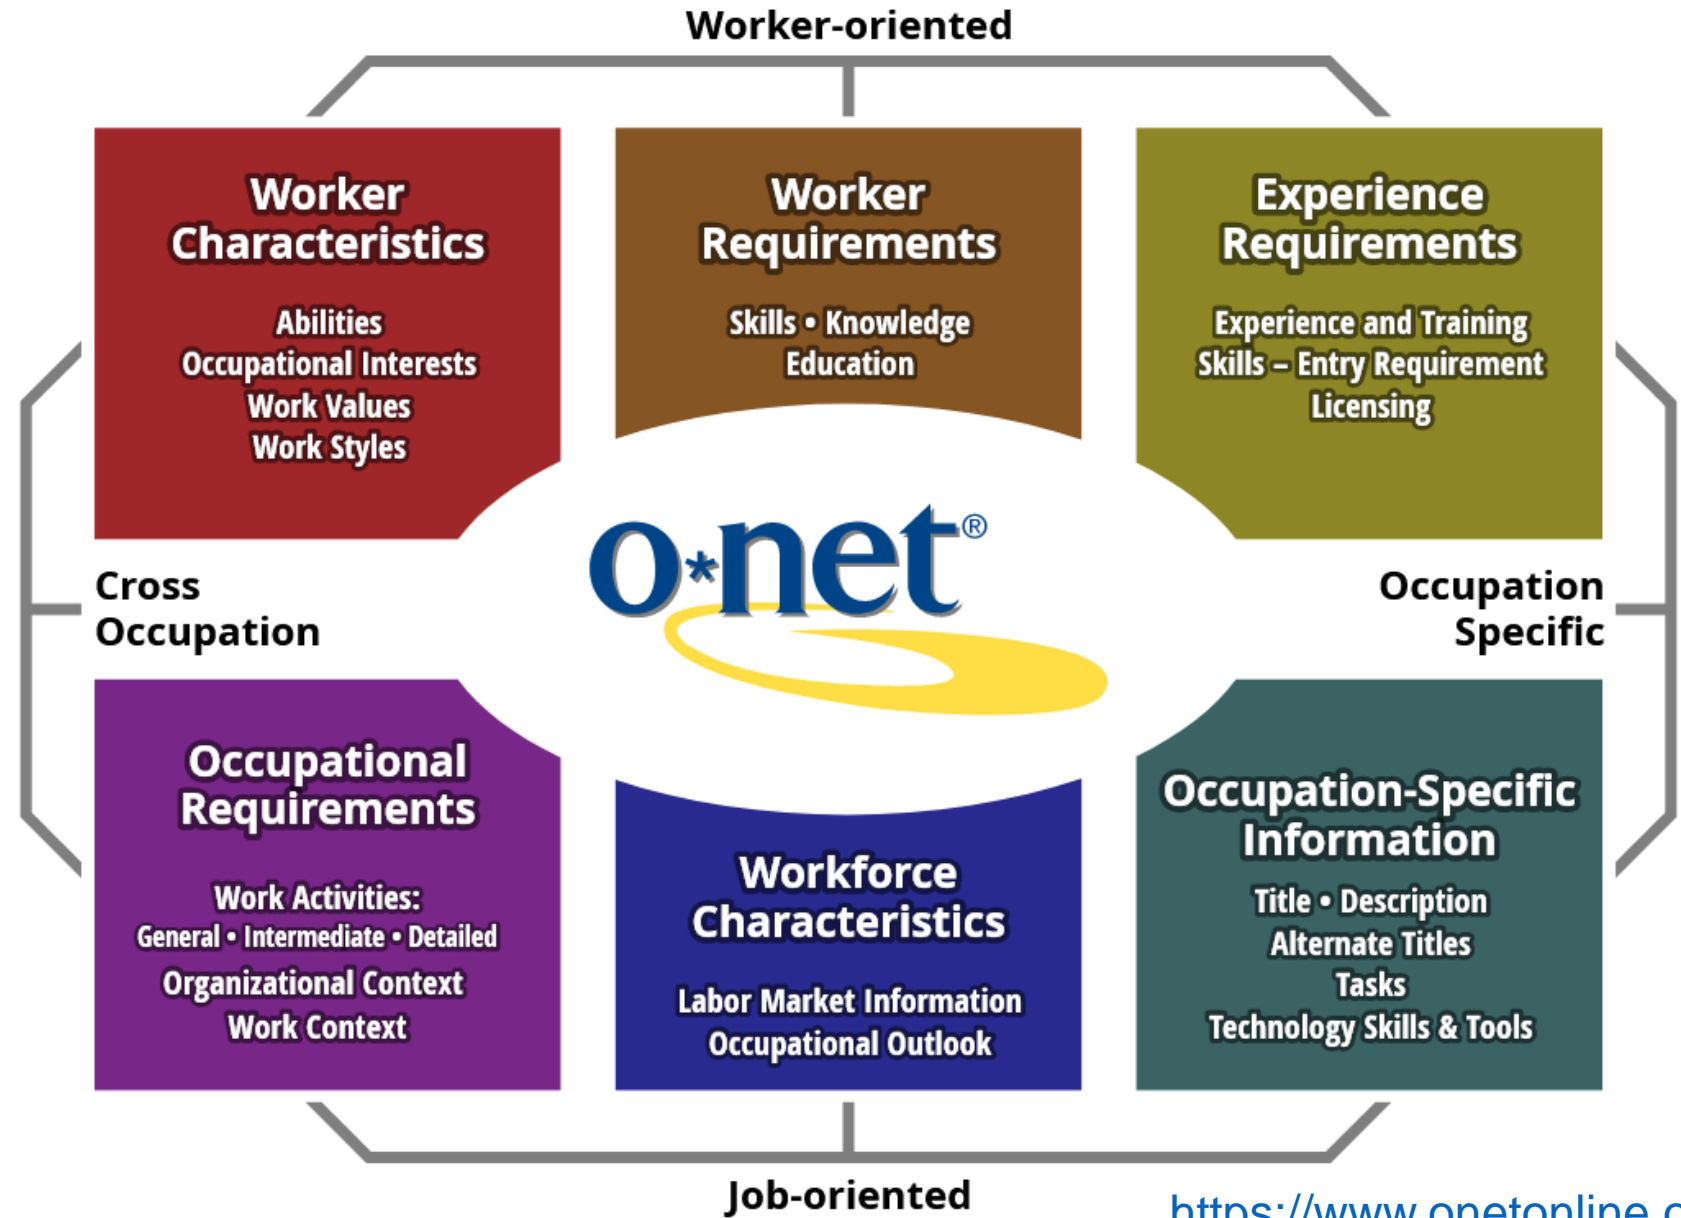 Worker-oriented
Worker
Characteristics
Abilities
Occupational Interests
Work Values
Work Styles
Worker
Requirements
Skills • Knowledge
Education
Experience
Requirements
Experience and Training
Skills – Entry Requirement
Licensing
o*net®
Cross
Occupation
Occupation
Specific
Occupational
Requirements
Work Activities:
General • Intermediate • Detailed
Organizational Context
Work Context
Workforce
Characteristics
Labor Market Information
Occupational Outlook
Occupation-Specific
Information
Title • Description
Alternate Titles
Tasks
Technology Skills & Tools
Job-oriented
https://www.onetonline.